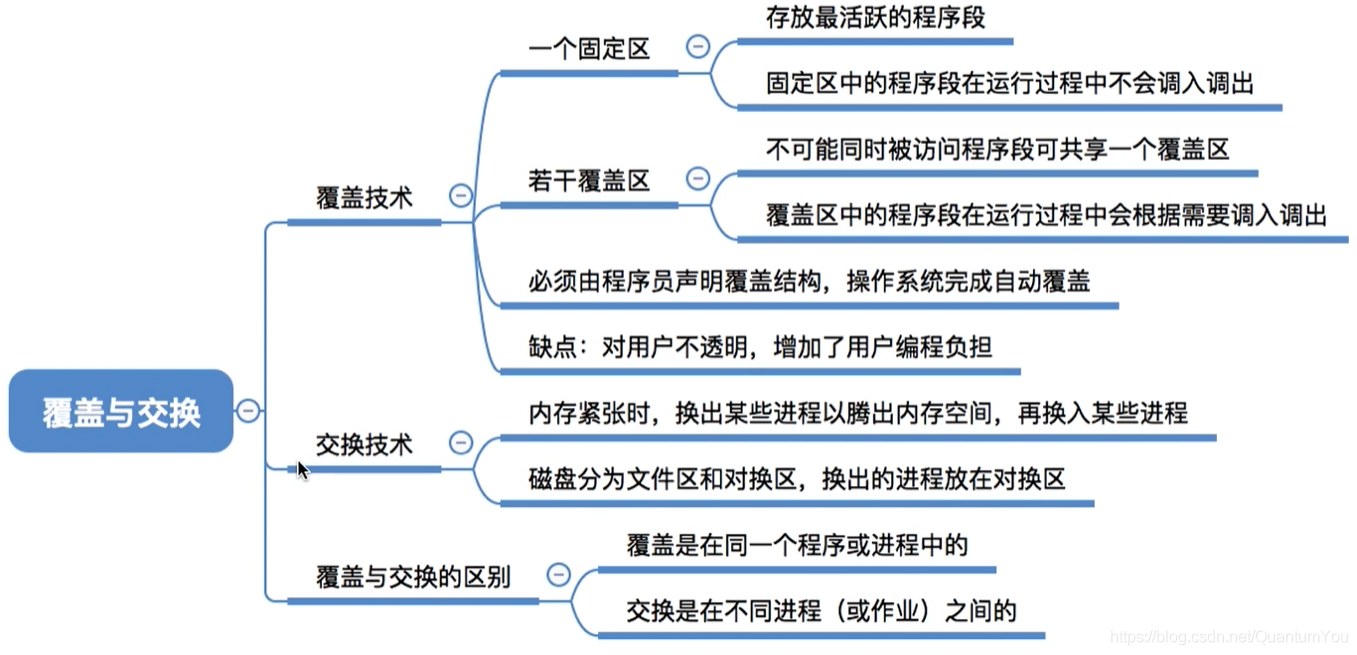 覆盖与交换
覆盖技术
一个固定区
存放最活跃的程序段
固定区中的程序段在运行过程中不会调入调出
若干覆盖区
不可能同时被访问程序段可共享一个覆盖区
覆盖区中的程序段在运行过程中会根据需要调入调出
必须由程序员声明覆盖结构，操作系统完成自动覆盖
缺点：对用户不透明，增加了用户编程负担
交换技术
内存紧张时，换出某些进程以腾出内存空间，再换入某些进程
磁盘分为文件区和对换区，换出的进程放在对换区
覆盖与交换的区别
覆盖是在同一个程序或进程中的
交换是在不同进程（或作业）之间的
https://blog.csdn.net/QuantumYou